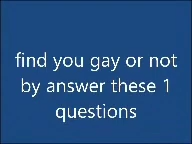 find you gay or not
by answer these 1
questions